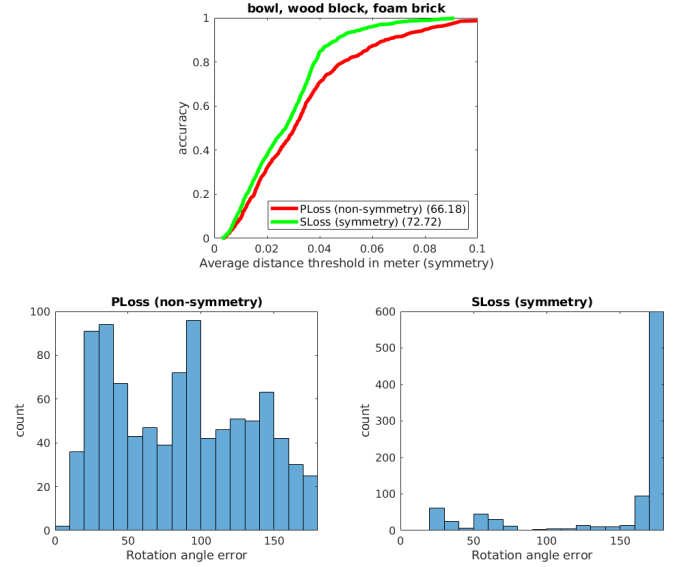 bowl, wood block, foam brick
1
0.8
0.6
0.4
0.2
0
accuracy
PLoss (non-symmetry) (66.18)
SLoss (symmetry) (72.72)
0 0.02 0.04 0.06 0.08 0.1
Average distance threshold in meter (symmetry)
PLoss (non-symmetry)
100
80
60
40
20
0
count
0 50 100 150
Rotation angle error
SLoss (symmetry)
600
500
400
300
200
100
0
count
0 50 100 150
Rotation angle error